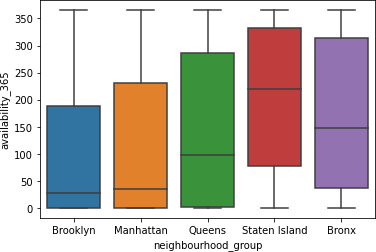 availability_365
350
300
250
200
150
100
50
0
Brooklyn Manhattan Queens Staten Island Bronx
neighbourhood_group